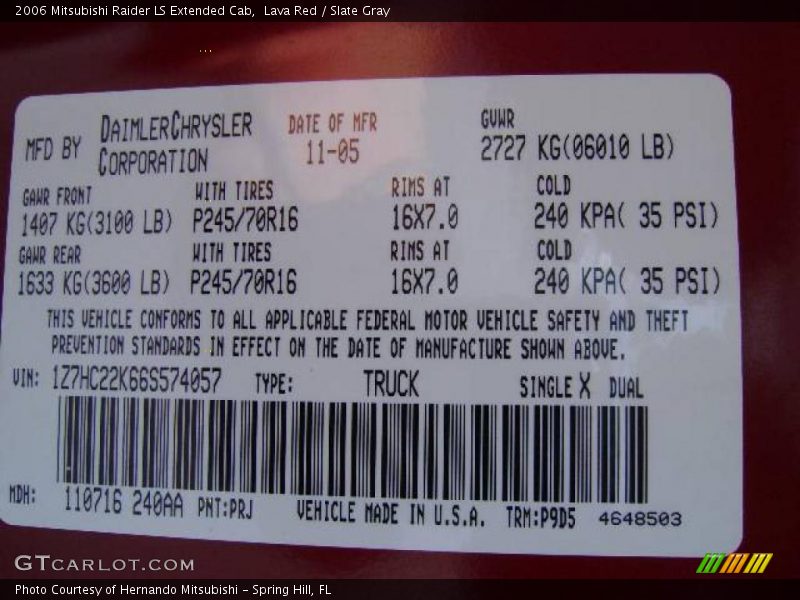 2006 Mitsubishi Raider LS Extended Cab,  Lava Red / Slate Gray
MFD BY DAIMLERCHRYSLER CORPORATION DATE OF MFR 11-05 GVWR 2727 KG(06010 LB)
GAWR FRONT WITH TIRES RIMS AT COLD
1407 KG(3100 LB) P245/70R16 16X7.0 240 KPA( 35 PSI)
GAWR REAR WITH TIRES RIMS AT COLD
1633 KG(3600 LB) P245/70R16 16X7.0 240 KPA( 35 PSI)
THIS VEHICLE CONFORMS TO ALL APPLICABLE FEDERAL MOTOR VEHICLE SAFETY AND THEFT
PREVENTION STANDARDS IN EFFECT ON THE DATE OF MANUFACTURE SHOWN ABOVE.
VIN: 1Z7HC22K66S574057 TYPE: TRUCK SINGLE X DUAL
MDH: 110716 240AA PNT:PRJ VEHICLE MADE IN U.S.A. TRM:P9D5 4648503
GTCARLOT.COM
Photo Courtesy of Hernando Mitsubishi - Spring Hill, FL